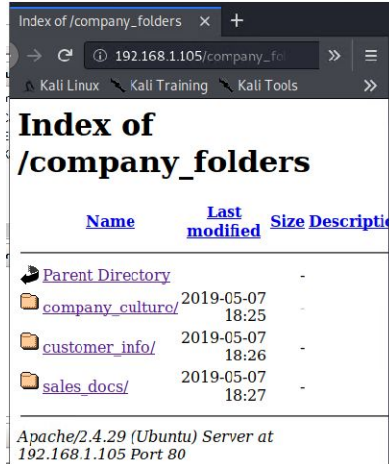 Index of /company_folders
192.168.1.105/company_fol
Kali Linux Kali Training Kali Tools
Index of
/company_folders
Name Last modified Size Descriptio
Parent Directory -
company_culture/ 2019-05-07 18:25 -
customer_info/ 2019-05-07 18:26 -
sales_docs/ 2019-05-07 18:27 -
Apache/2.4.29 (Ubuntu) Server at
192.168.1.105 Port 80